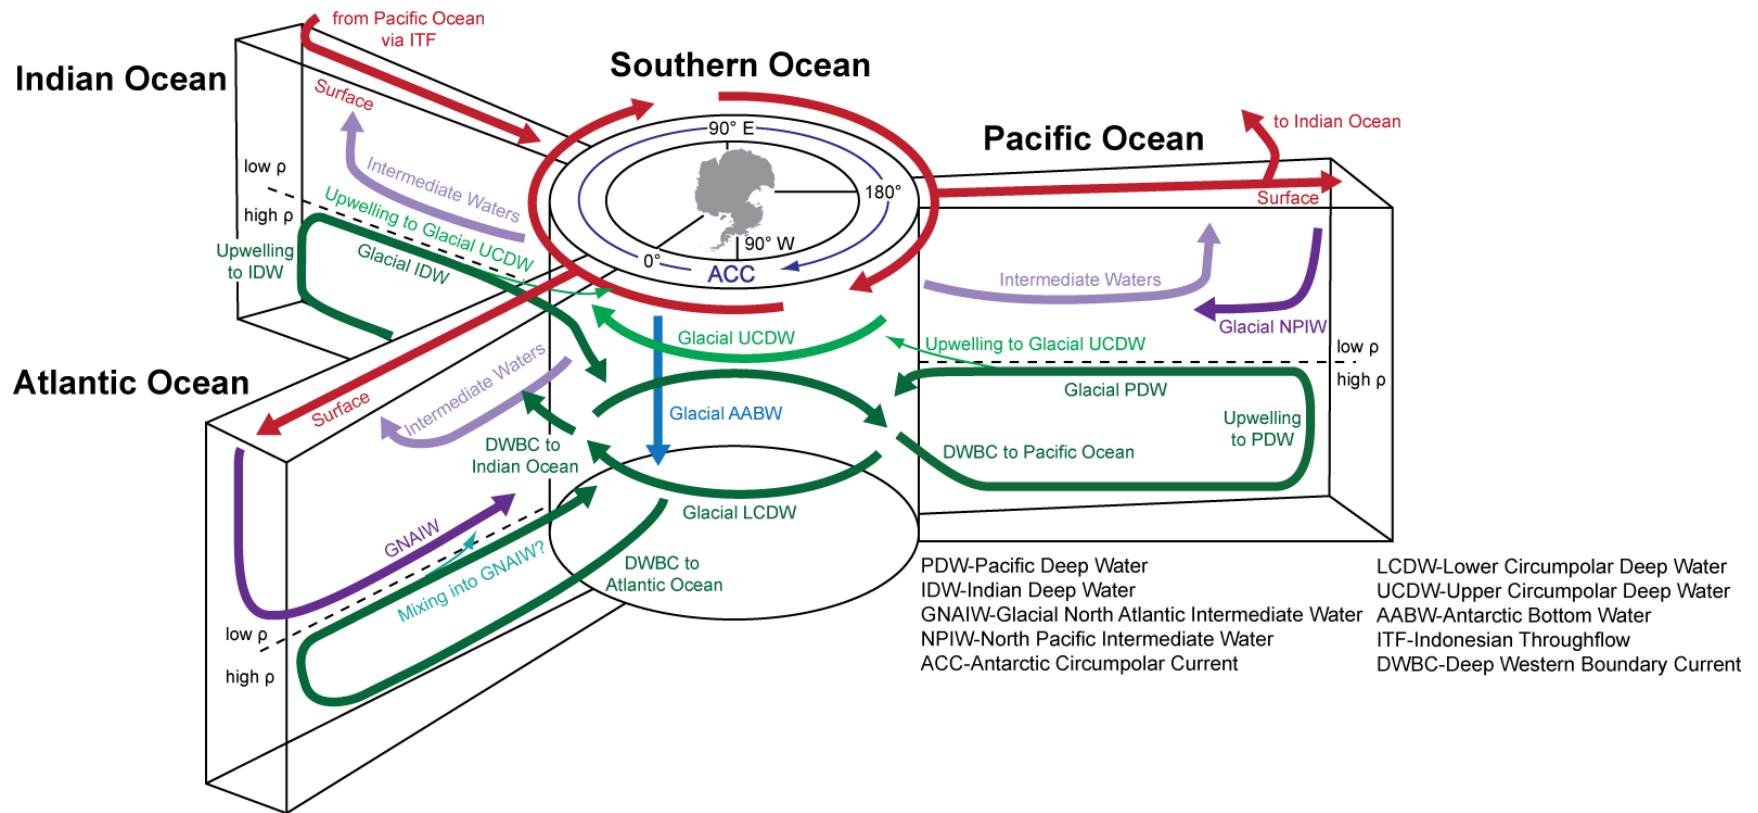 from Pacific Ocean
via ITF
Indian Ocean
Surface
low ρ
high ρ
Intermediate Waters
Upwelling to Glacial UCDW
Upwelling
to IDW
Glacial IDW
Southern Ocean
90° E
180°
90° W
0°
ACC
Pacific Ocean
to Indian Ocean
Surface
Intermediate Waters
Glacial NPIW
Upwelling to Glacial UCDW
low ρ
high ρ
Glacial PDW
Upwelling
to PDW
DWBC to Pacific Ocean
Glacial UCDW
Glacial AABW
Glacial LCDW
DWBC to
Indian Ocean
DWBC to
Atlantic Ocean
Atlantic Ocean
Surface
Intermediate Waters
GNAIW
Mixing into GNAIW?
low ρ
high ρ
PDW-Pacific Deep Water
IDW-Indian Deep Water
GNAIW-Glacial North Atlantic Intermediate Water
NPIW-North Pacific Intermediate Water
ACC-Antarctic Circumpolar Current
LCDW-Lower Circumpolar Deep Water
UCDW-Upper Circumpolar Deep Water
AABW-Antarctic Bottom Water
ITF-Indonesian Throughflow
DWBC-Deep Western Boundary Current